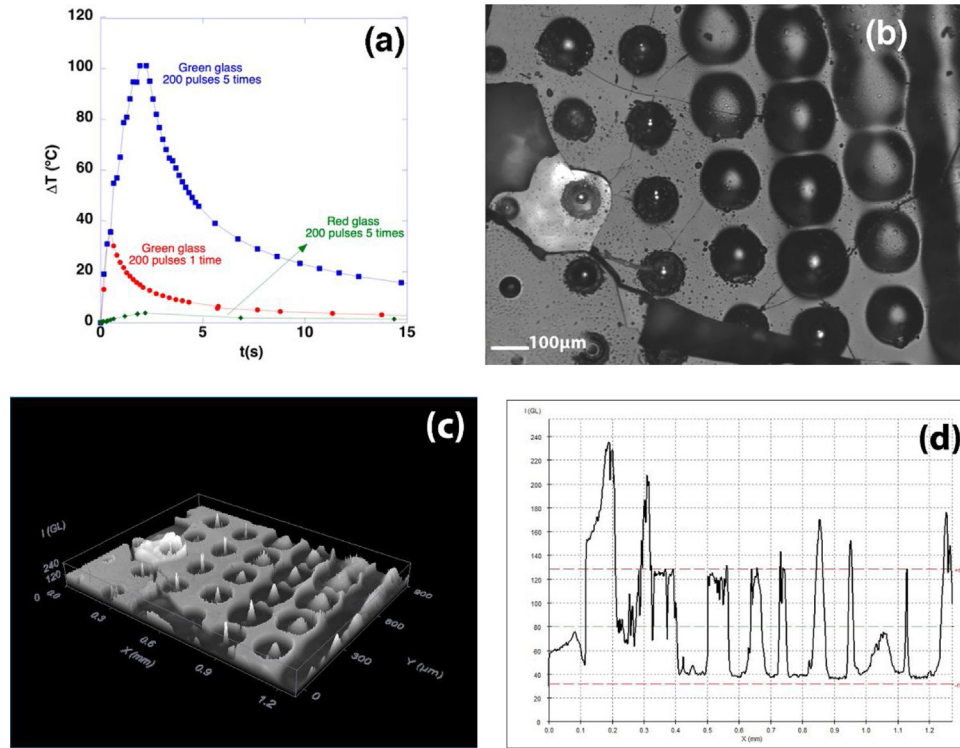 (a)
120
100
80
60
40
20
0
ΔT (°C)
Green glass
200 pulses 5 times
Red glass
200 pulses 5 times
Green glass
200 pulses 1 time
0 5 10 15
t(s)
(b)
100µm
(c)
I (GL)
240
120
0
0.0
0.3
0.6
X (mm)
0.9
1.2
0
300
Y (µm)
600
900
(d)
I (GL)
240
220
200
180
160
140
120
100
80
60
40
20
0
0.0 0.1 0.2 0.3 0.4 0.5 0.6 0.7 0.8 0.9 1.0 1.1 1.2
X (mm)